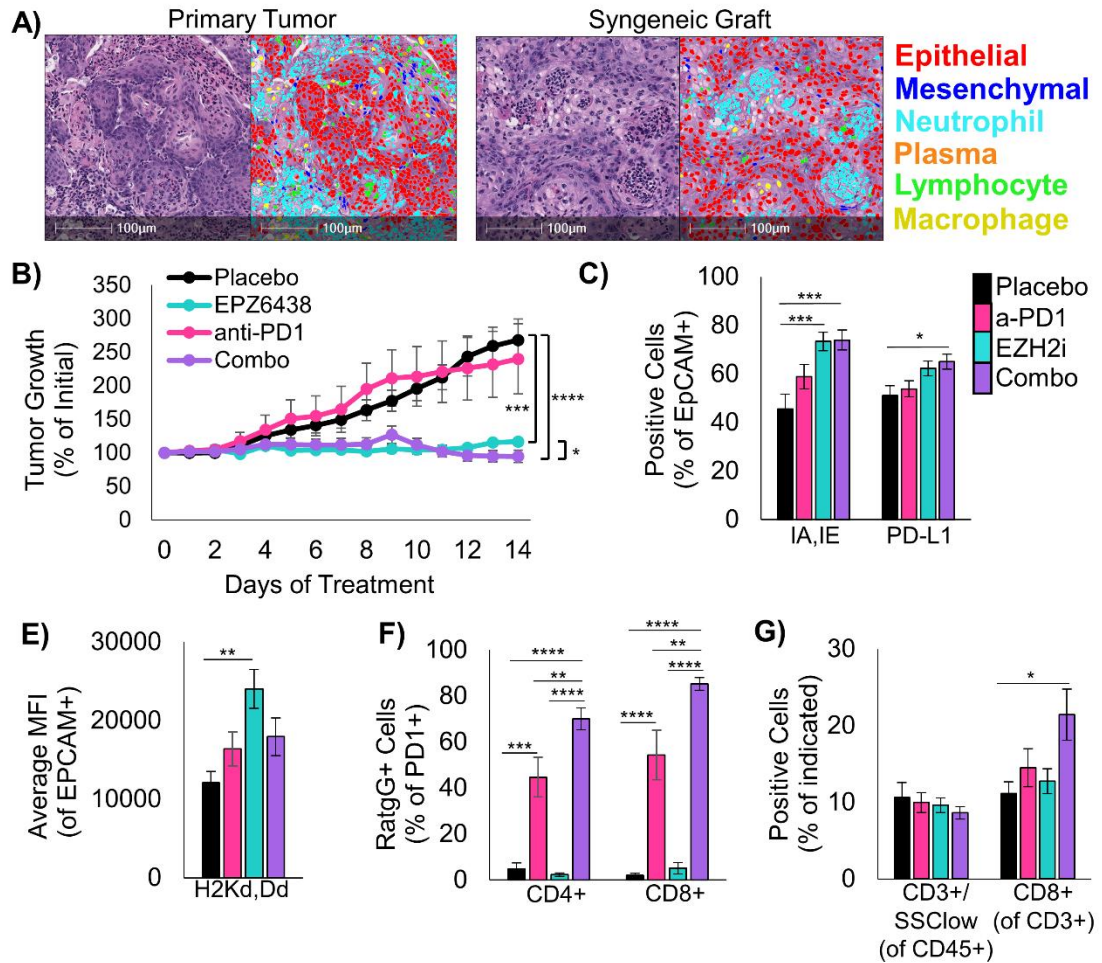 A)
Primary Tumor
Syngeneic Graft
100µm
100µm
100µm
100µm
Epithelial
Mesenchymal
Neutrophil
Plasma
Lymphocyte
Macrophage
B)
350
300
250
200
150
100
50
0
Tumor Growth
(% of Initial)
Placebo
EPZ6438
anti-PD1
Combo
***
****
*
0 2 4 6 8 10 12 14
Days of Treatment
C)
100
80
60
40
20
0
Positive Cells
(% of EpCAM+)
***
***
*
Placebo
a-PD1
EZH2i
Combo
IA,IE
PD-L1
E)
30000
20000
10000
0
Average MFI
(of EPCAM+)
**
H2Kd,Dd
F)
100
80
60
40
20
0
RatgG+ Cells
(% of PD1+)
****
**
****
***
****
**
****
****
CD4+
CD8+
G)
30
20
10
0
Positive Cells
(% of indicated)
*
CD3+/
SSClow
(of CD45+)
CD8+
(of CD3+)